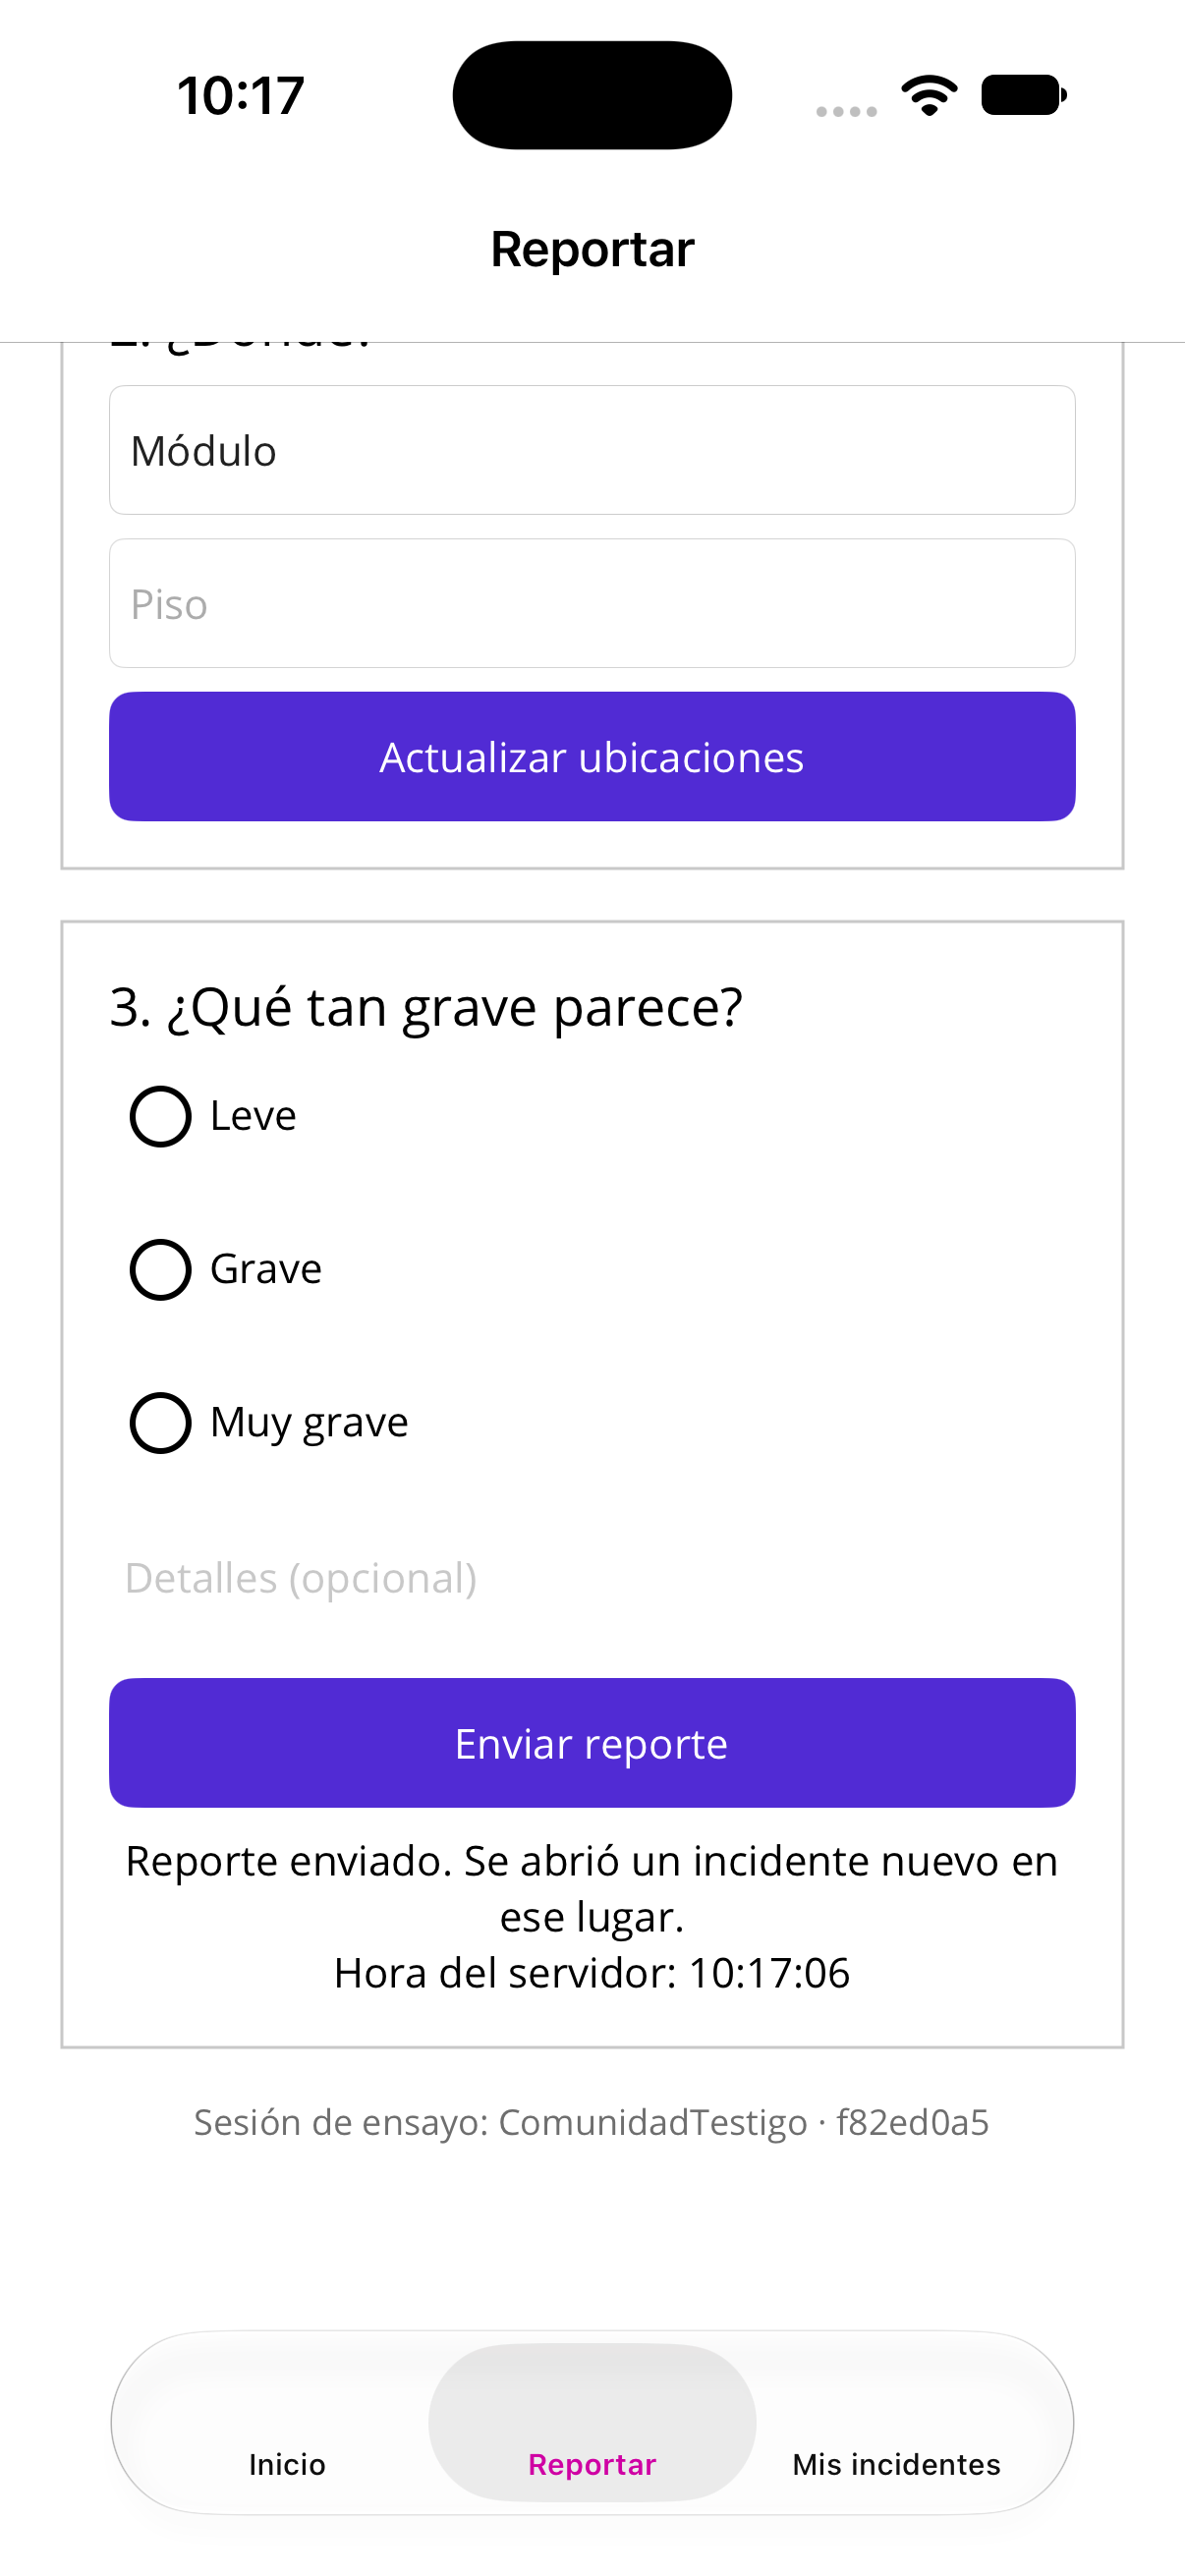 10:17
Reportar
2. ¿Dónde?
Módulo
Piso
Actualizar ubicaciones
3. ¿Qué tan grave parece?
Leve
Grave
Muy grave
Detalles (opcional)
Enviar reporte
Reporte enviado. Se abrió un incidente nuevo en
ese lugar.
Hora del servidor: 10:17:06
Sesión de ensayo: ComunidadTestigo · f82ed0a5
Inicio
Reportar
Mis incidentes